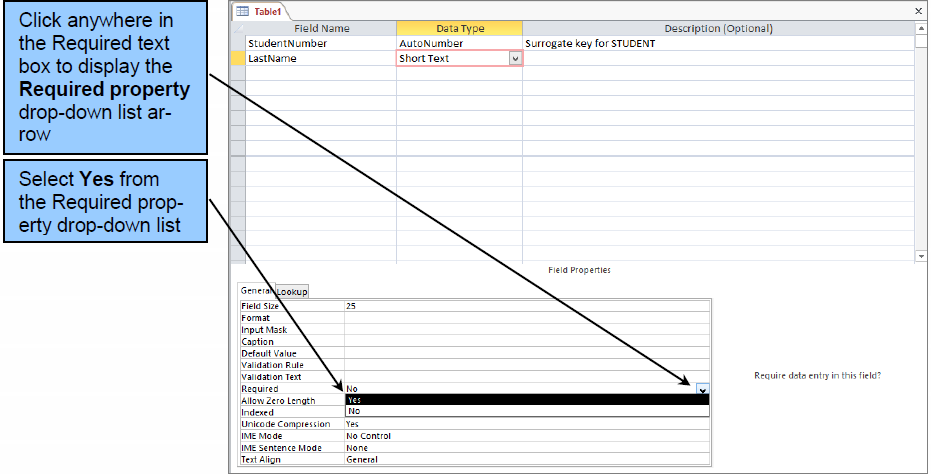 Click anywhere in
the Required text
box to display the
Required property
drop-down list ar-
row
Select Yes from
the Required prop-
erty drop-down list
Table1
Field Name Data Type Description (Optional)
StudentNumber AutoNumber Surrogate key for STUDENT
LastName Short Text
Field Properties
General Lookup
Field Size 25
Format
Input Mask
Caption
Default Value
Validation Rule
Validation Text
Required No
Allow Zero Length Yes
Indexed No
Unicode Compression Yes
IME Mode No Control
IME Sentence Mode None
Text Align General
Require data entry in this field?